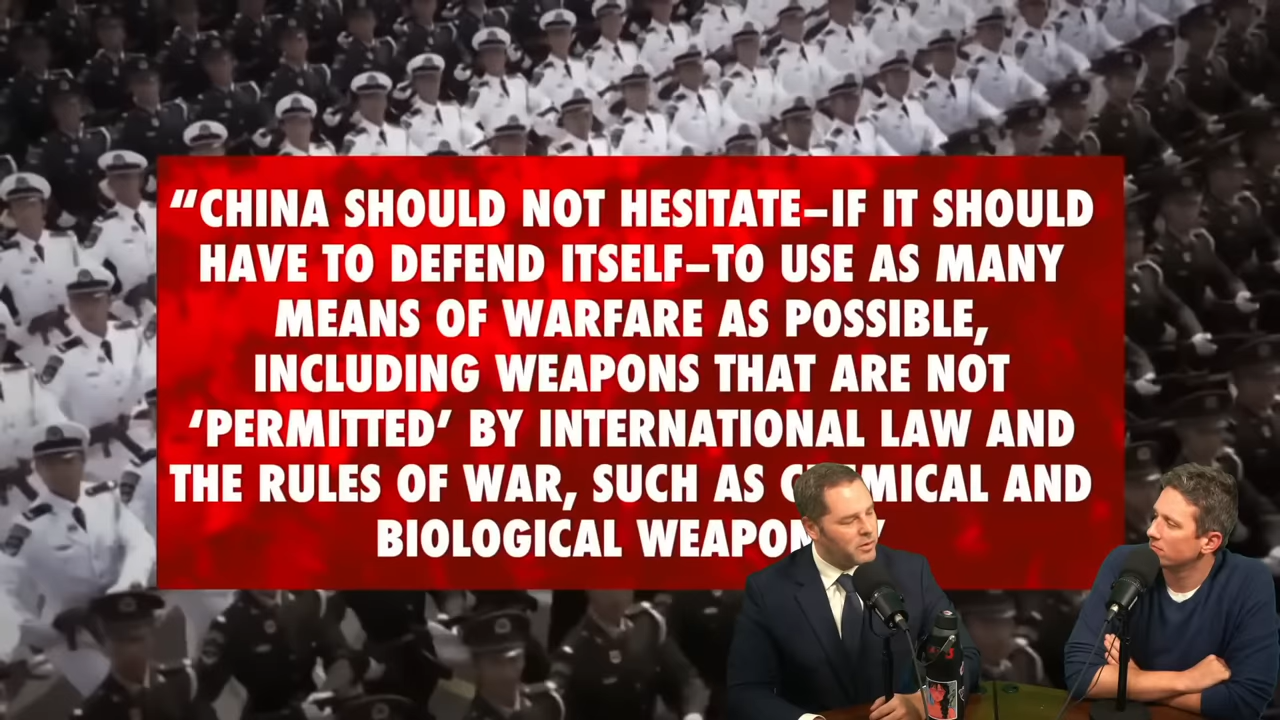 “CHINA SHOULD NOT HESITATE–IF IT SHOULD
HAVE TO DEFEND ITSELF–TO USE AS MANY
MEANS OF WARFARE AS POSSIBLE,
INCLUDING WEAPONS THAT ARE NOT
‘PERMITTED’ BY INTERNATIONAL LAW AND
THE RULES OF WAR, SUCH AS AND
BIOLOGICAL